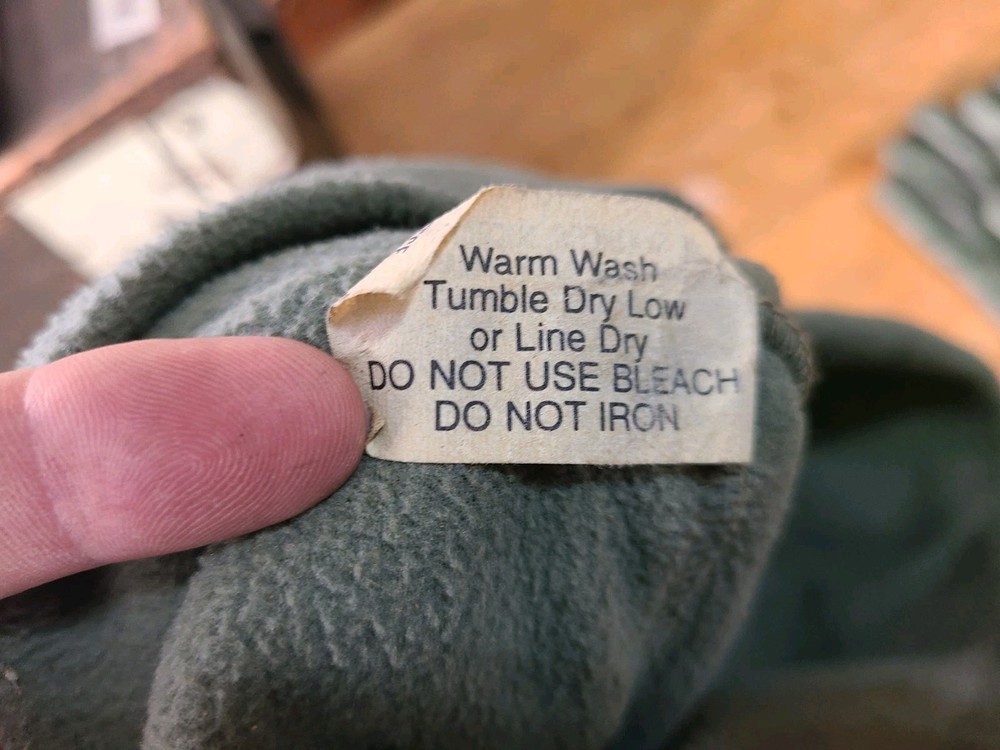 Warm Wash
Tumble Dry Low
or Line Dry
DO NOT USE BLEACH
DO NOT IRON